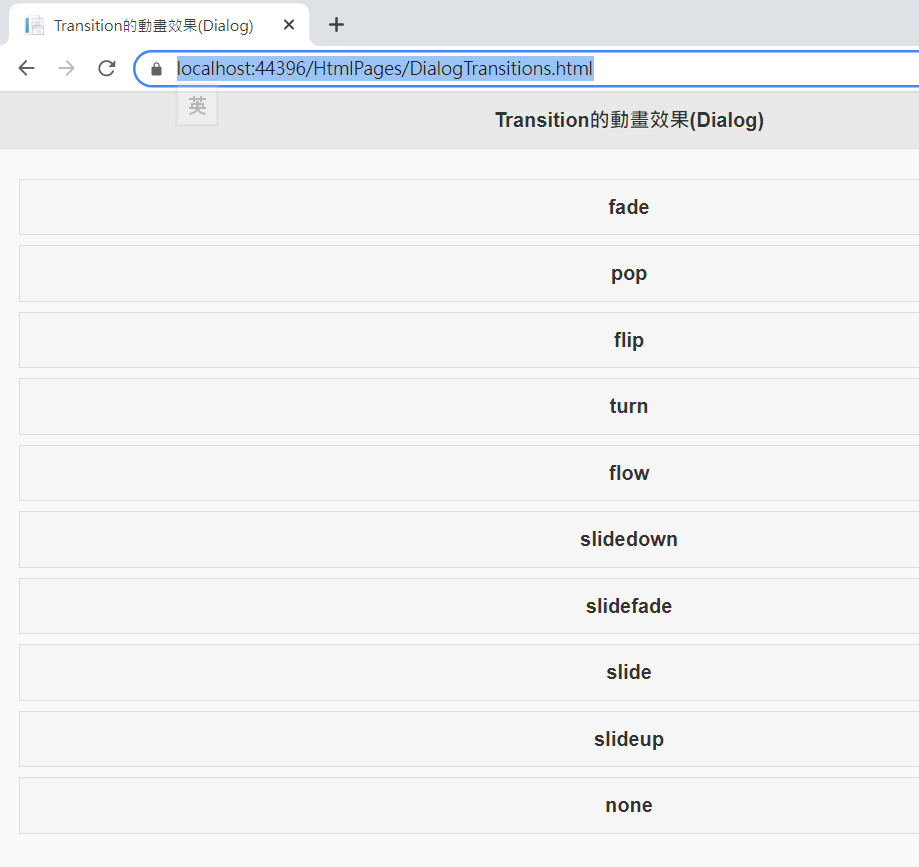 Transition的動畫效果(Dialog)
localhost:44396/HtmlPages/DialogTransitions.html
英
Transition的動畫效果(Dialog)
fade
pop
flip
turn
flow
slidedown
slidefade
slide
slideup
none